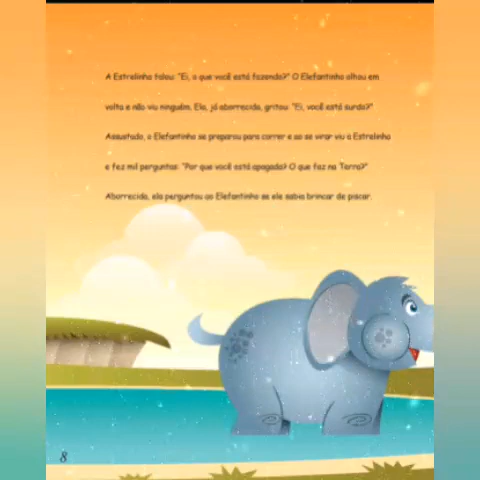 A Estrelinha falou: "Ei, o que você está fazendo?" O Elefantinho olhou em
volta e não viu ninguém. Ela, já aborrecida, gritou: "Ei, você está surdo?"
Assustado, o Elefantinho se preparou para correr e ao se virar viu a Estrelinha
e fez mil perguntas: "Por que você está apagada? O que faz na Terra?"
Aborrecida, ela perguntou ao Elefantinho se ele sabia brincar de piscar.
8